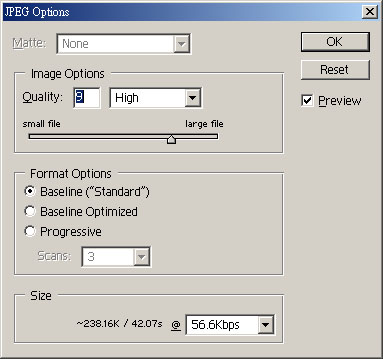 JPEG Options
Matte: None
OK
Image Options
Reset
Quality: 9 High
Preview
small file large file
Format Options
Baseline ("Standard")
Baseline Optimized
Progressive
Scans: 3
Size
~238.16K / 42.07s @ 56.6Kbps